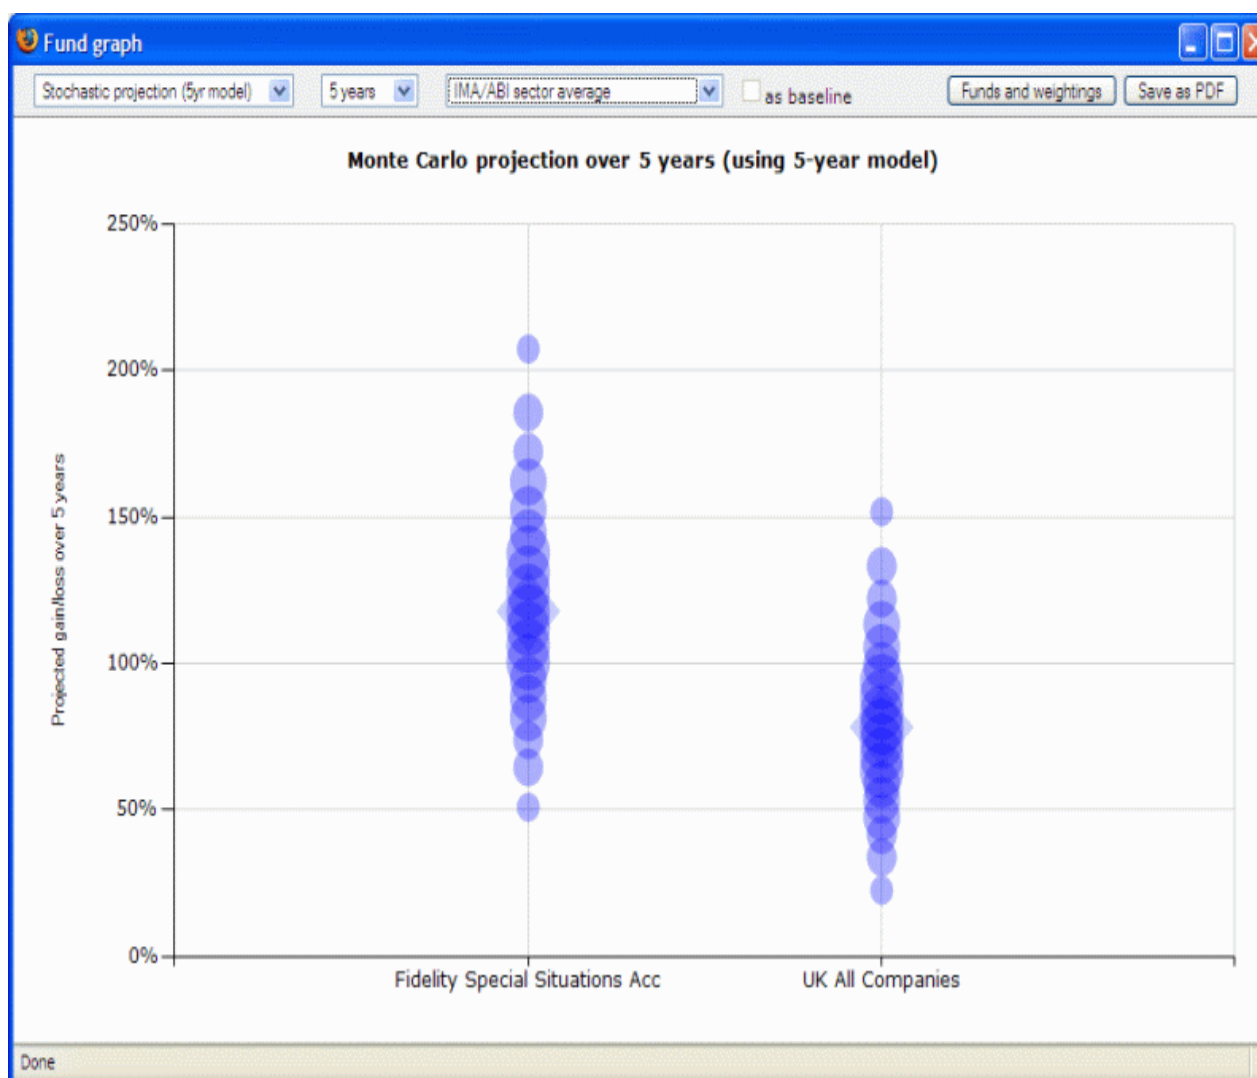 Fund graph
Stochastic projection (5yr model) 5 years IMA/ABI sector average as baseline Funds and weightings Save as PDF
Monte Carlo projection over 5 years (using 5-year model)
250%
200%
150%
100%
50%
0%
Projected gain/loss over 5 years
Fidelity Special Situations Acc UK All Companies
Done